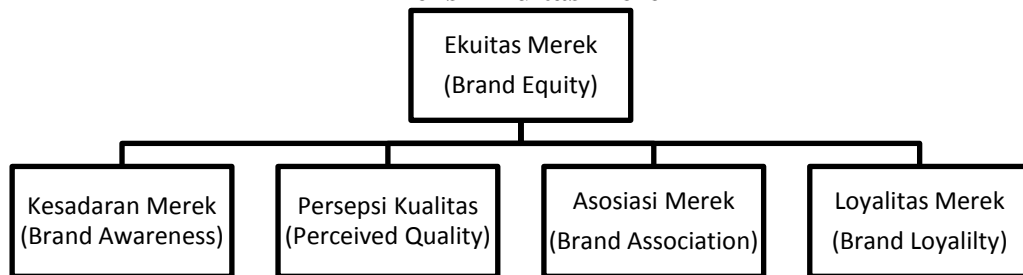 Ekuitas Merek
(Brand Equity)
Kesadaran Merek
(Brand Awareness)
Persepsi Kualitas
(Perceived Quality)
Asosiasi Merek
(Brand Association)
Loyalitas Merek
(Brand Loyalilty)